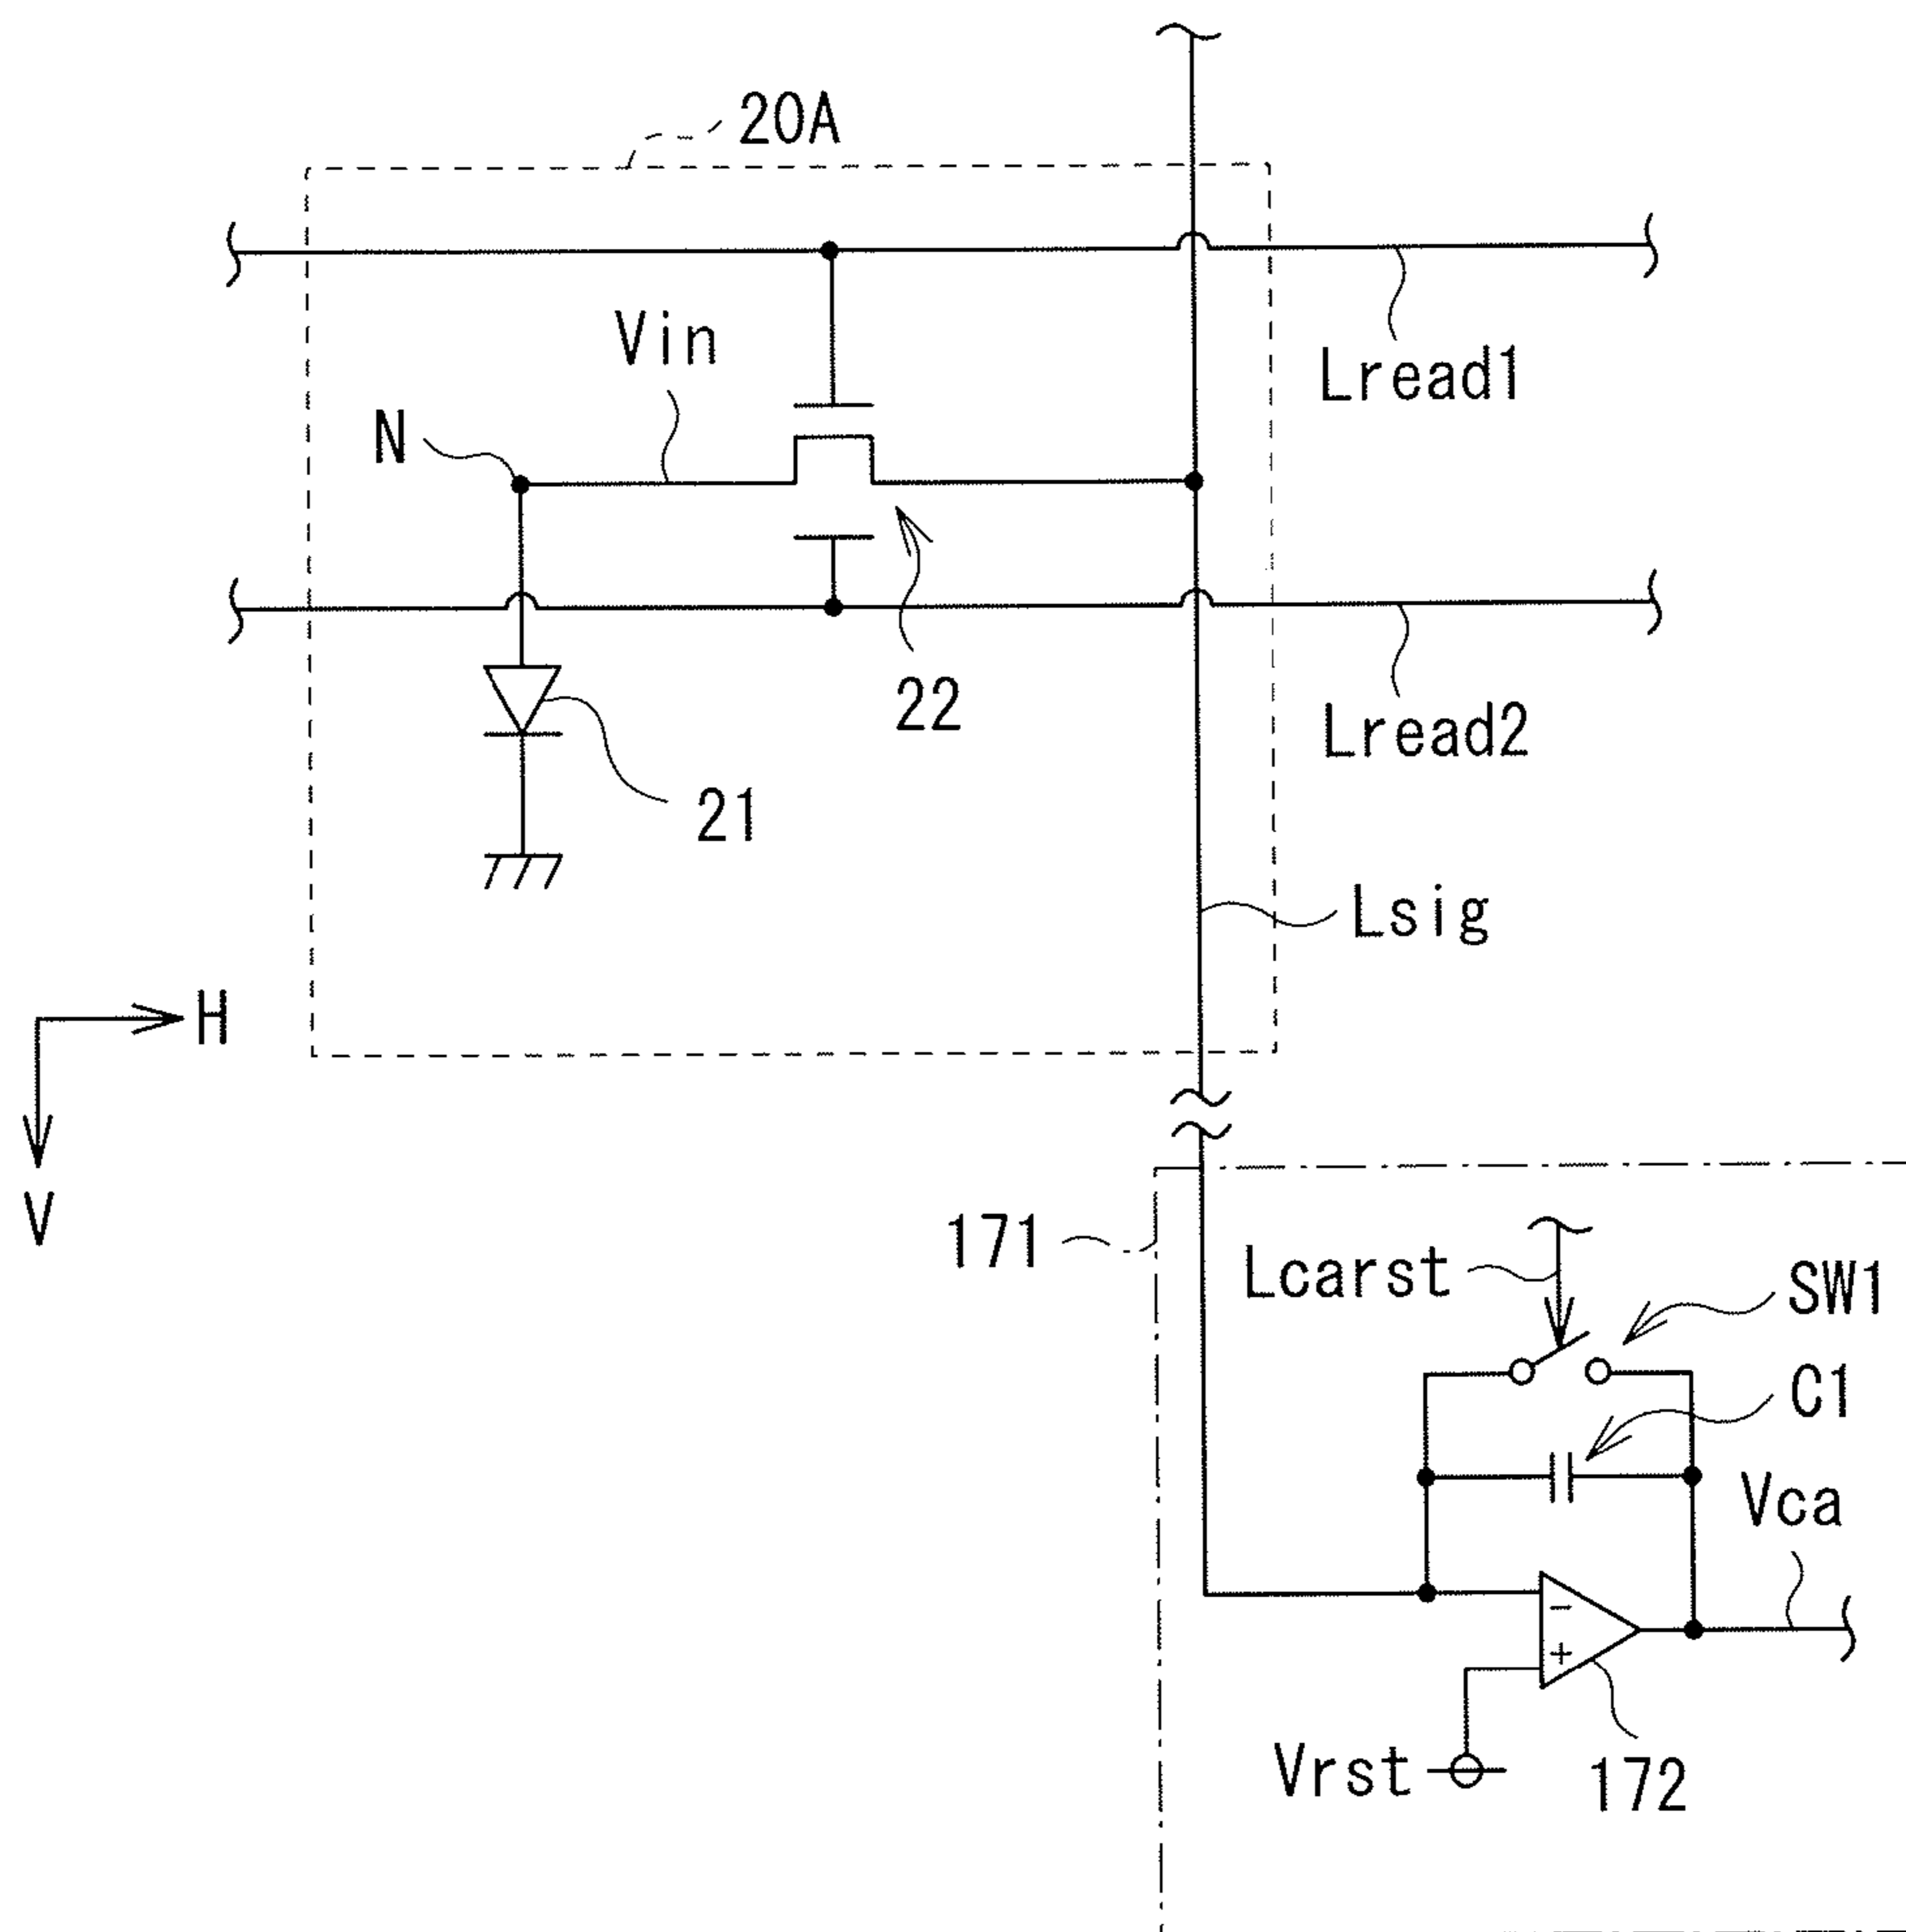 20A
Vin
Lread1
N
22
Lread2
21
Lsig
H
V
171
Lcarst
SW1
C1
Vca
−
+
Vrst
172